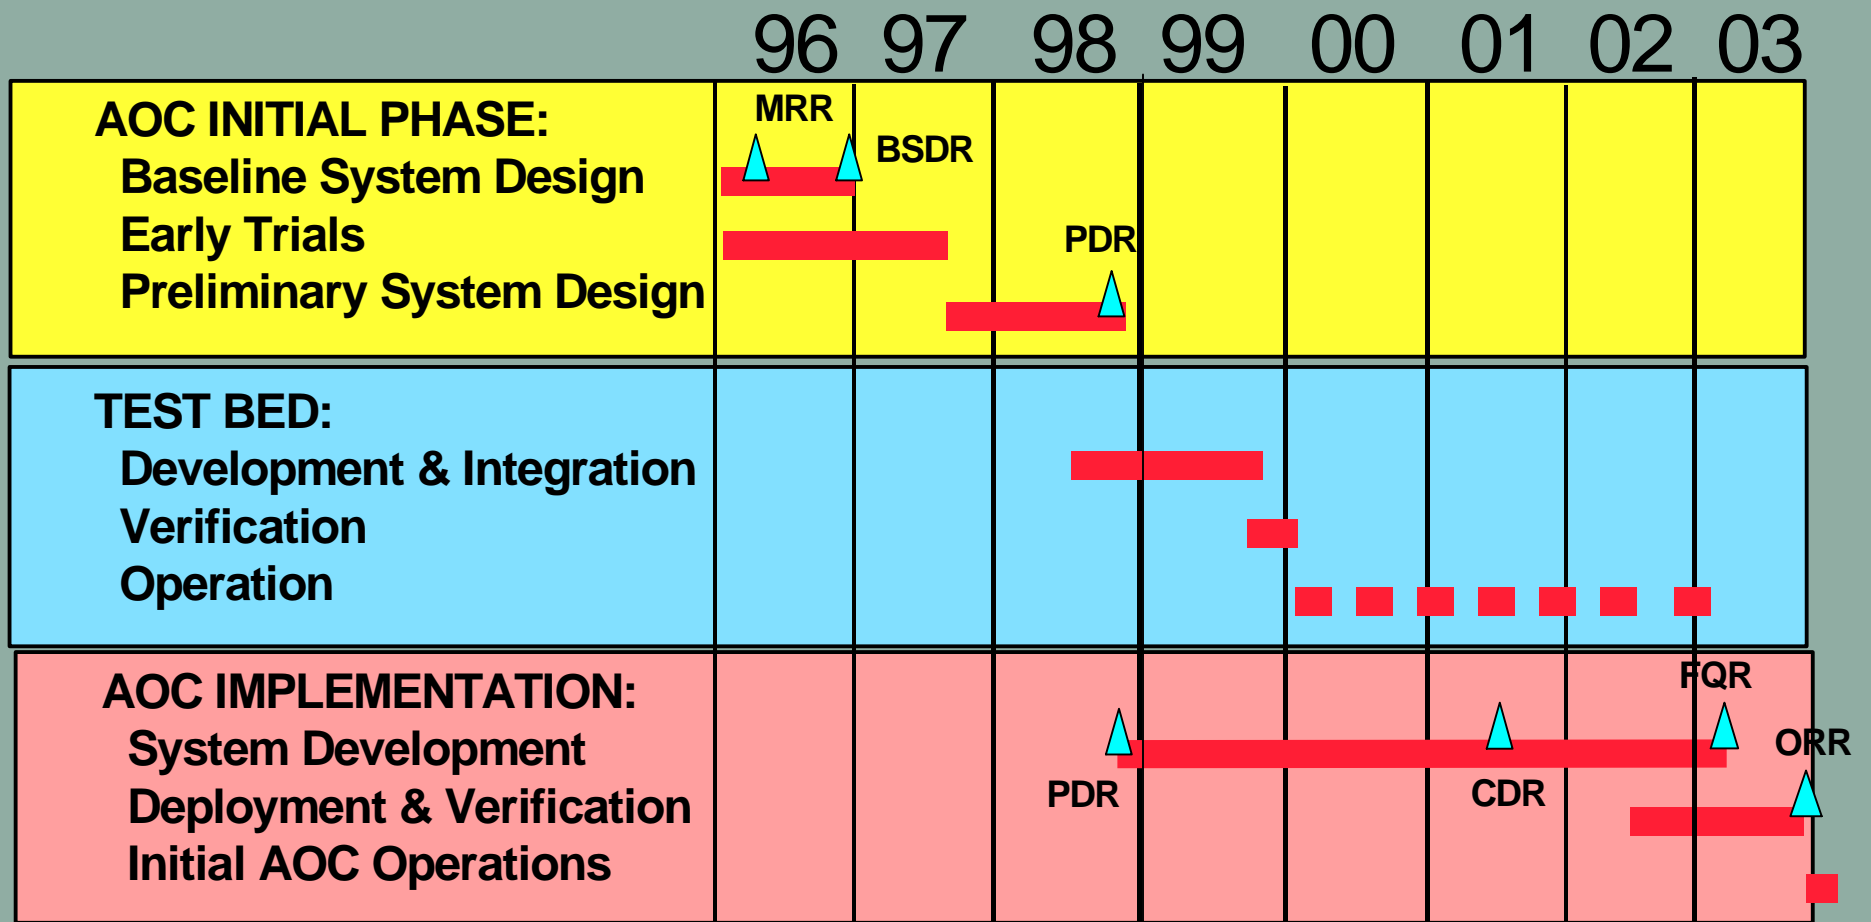 96 97 98 99 00 01 02 03
AOC INITIAL PHASE:
MRR
Baseline System Design
BSDR
Early Trials
PDR
Preliminary System Design
TEST BED:
Development & Integration
Verification
Operation
AOC IMPLEMENTATION:
FQR
System Development
ORR
Deployment & Verification
PDR
CDR
Initial AOC Operations